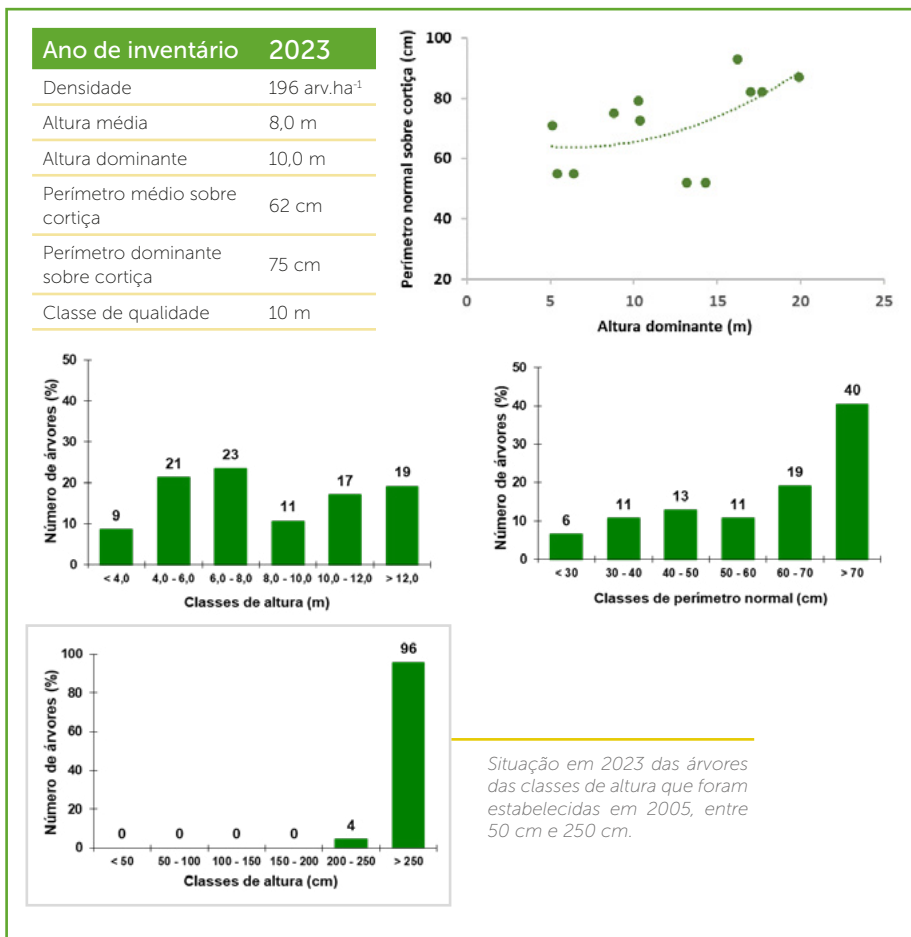 Ano de inventário 2023
Densidade 196 arv.ha⁻¹
Altura média 8,0 m
Altura dominante 10,0 m
Perímetro médio sobre
cortiça 62 cm
Perímetro dominante
sobre cortiça 75 cm
Classe de qualidade 10 m
Perímetro normal sobre cortiça (cm)
100
80
60
40
20
0 5 10 15 20 25
Altura dominante (m)
Número de árvores (%)
50
40
30
20
10
0
9 21 23 11 17 19
< 4,0 4,0 - 6,0 6,0 - 8,0 8,0 - 10,0 10,0 - 12,0 > 12,0
Classes de altura (m)
Número de árvores (%)
50
40
30
20
10
0
6 11 13 11 19 40
< 30 30 - 40 40 - 50 50 - 60 60 - 70 > 70
Classes de perímetro normal (cm)
Número de árvores (%)
100
80
60
40
20
0
0 0 0 0 4 96
< 50 50 - 100 100 - 150 150 - 200 200 - 250 > 250
Classes de altura (cm)
Situação em 2023 das árvores
das classes de altura que foram
estabelecidas em 2005, entre
50 cm e 250 cm.